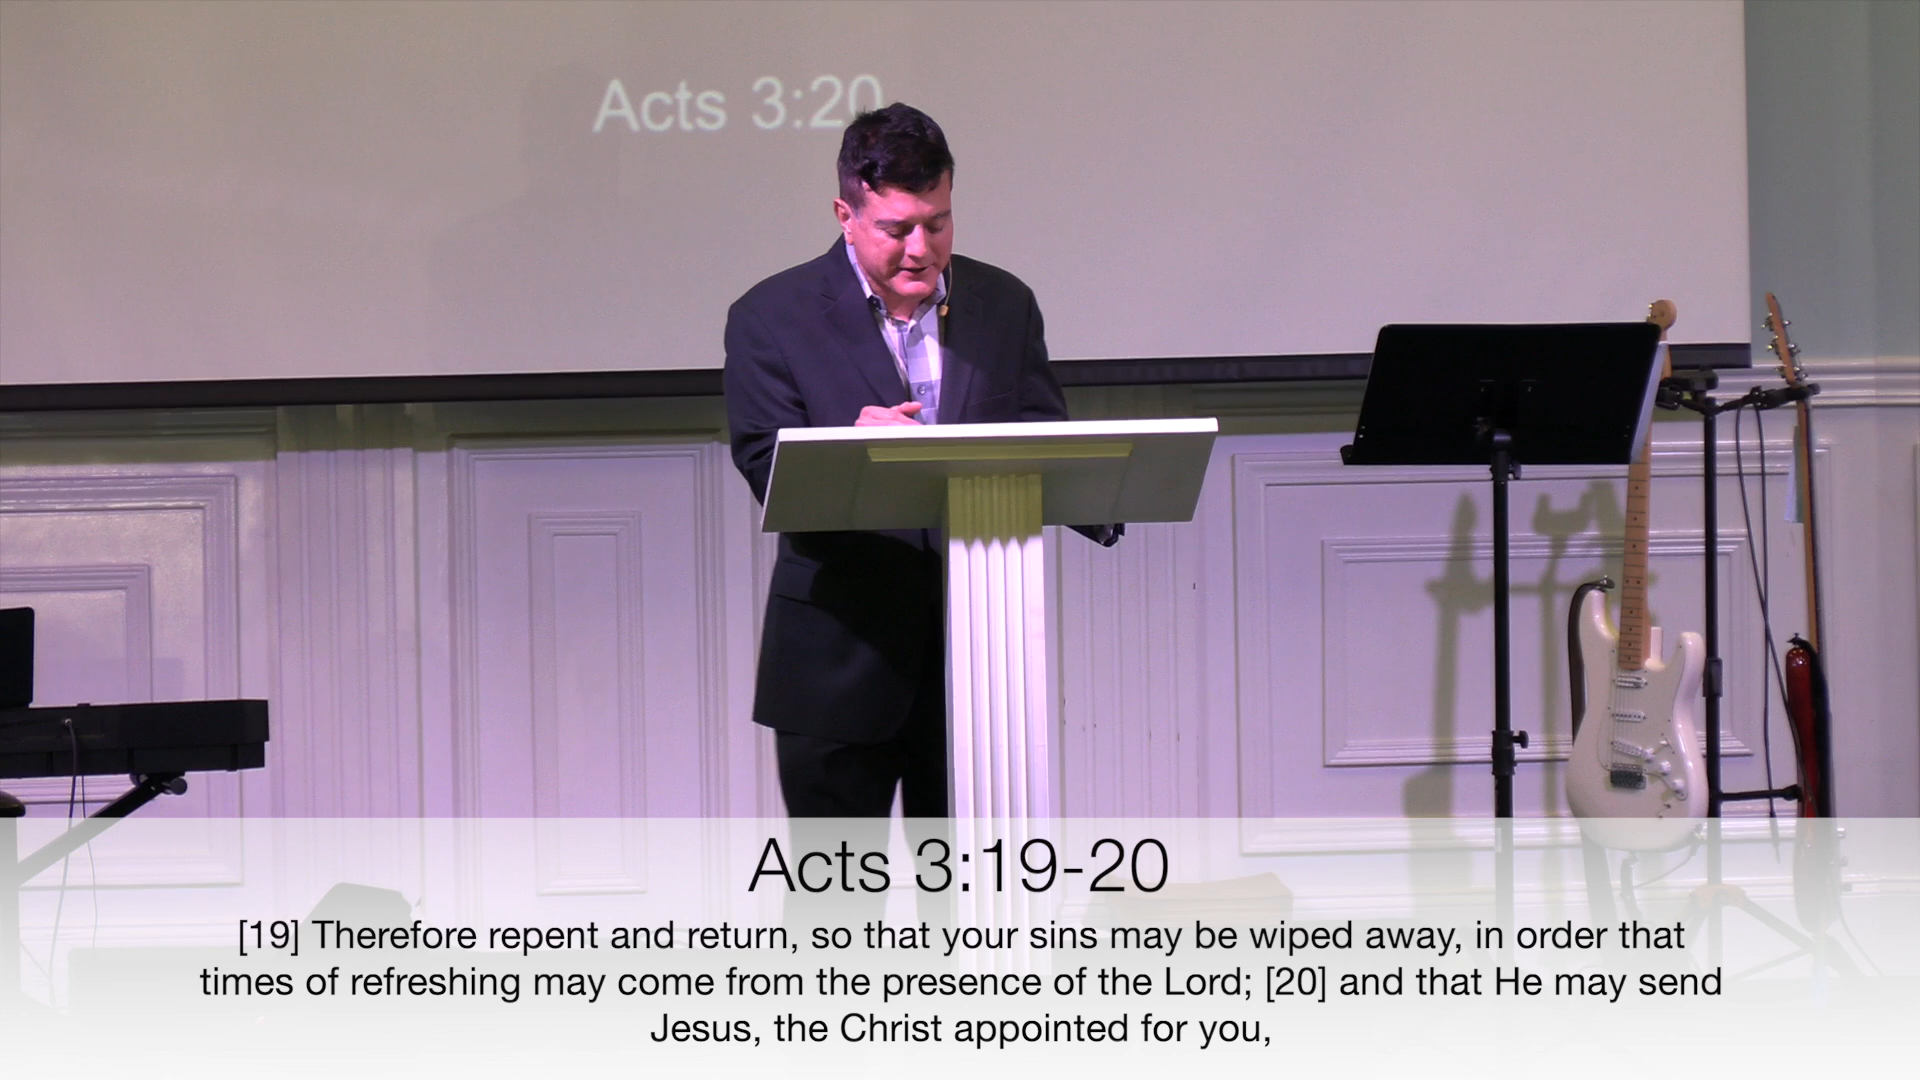 Acts 3:20
Acts 3:19-20
[19] Therefore repent and return, so that your sins may be wiped away, in order that
times of refreshing may come from the presence of the Lord; [20] and that He may send
Jesus, the Christ appointed for you,